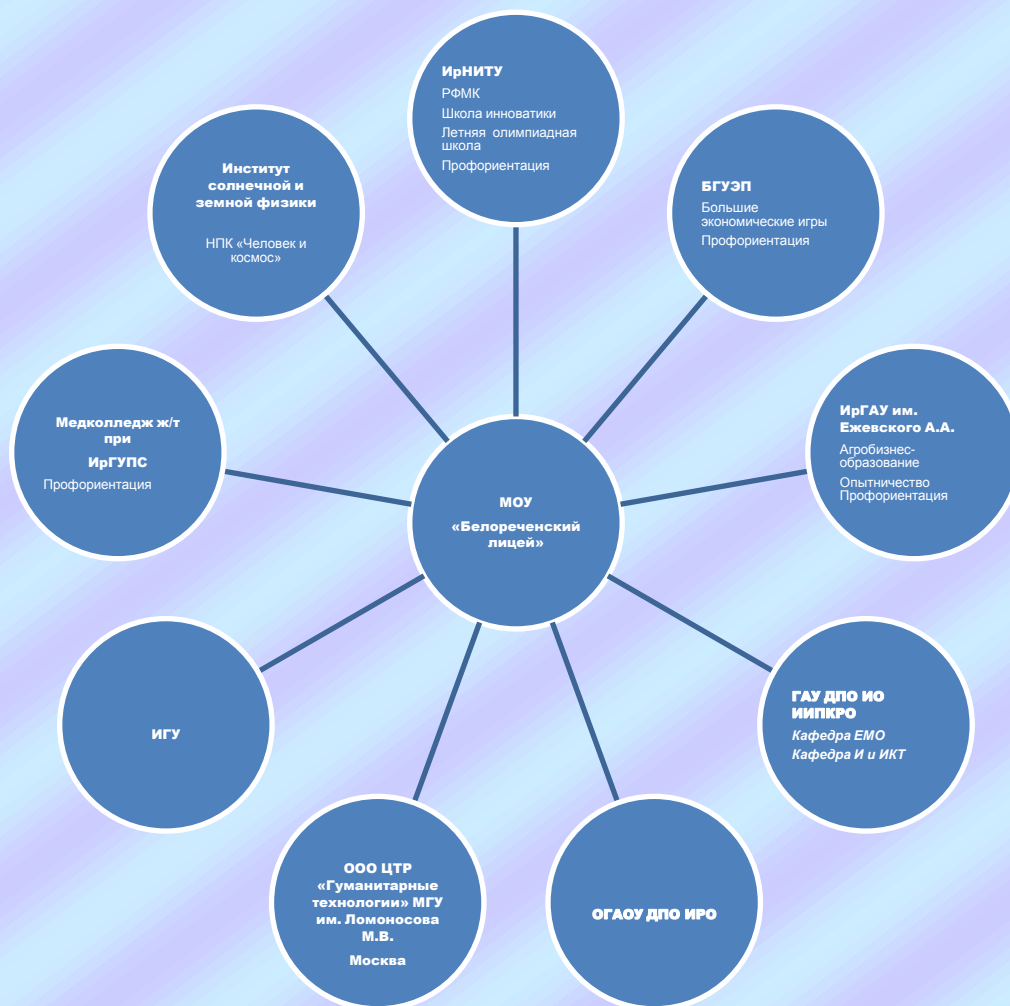 ИрНИТУ
РФМК
Школа инноватики
Летняя олимпиадная
школа
Профориентация
БГУЭП
Большие
экономические игры
Профориентация
ИрГАУ им.
Ежевского А.А.
Агробизнес-
образование
Опытничество
Профориентация
ГАУ ДПО ИО
ИИПКРО
Кафедра ЕМО
Кафедра И и ИКТ
ОГАОУ ДПО ИРО
ООО ЦТР
«Гуманитарные
технологии» МГУ
им. Ломоносова
М.В.
Москва
ИГУ
Медколледж ж/т
при
ИрГУПС
Профориентация
Институт
солнечной и
земной физики
НПК «Человек и
космос»
МОУ
«Белореченский
лицей»